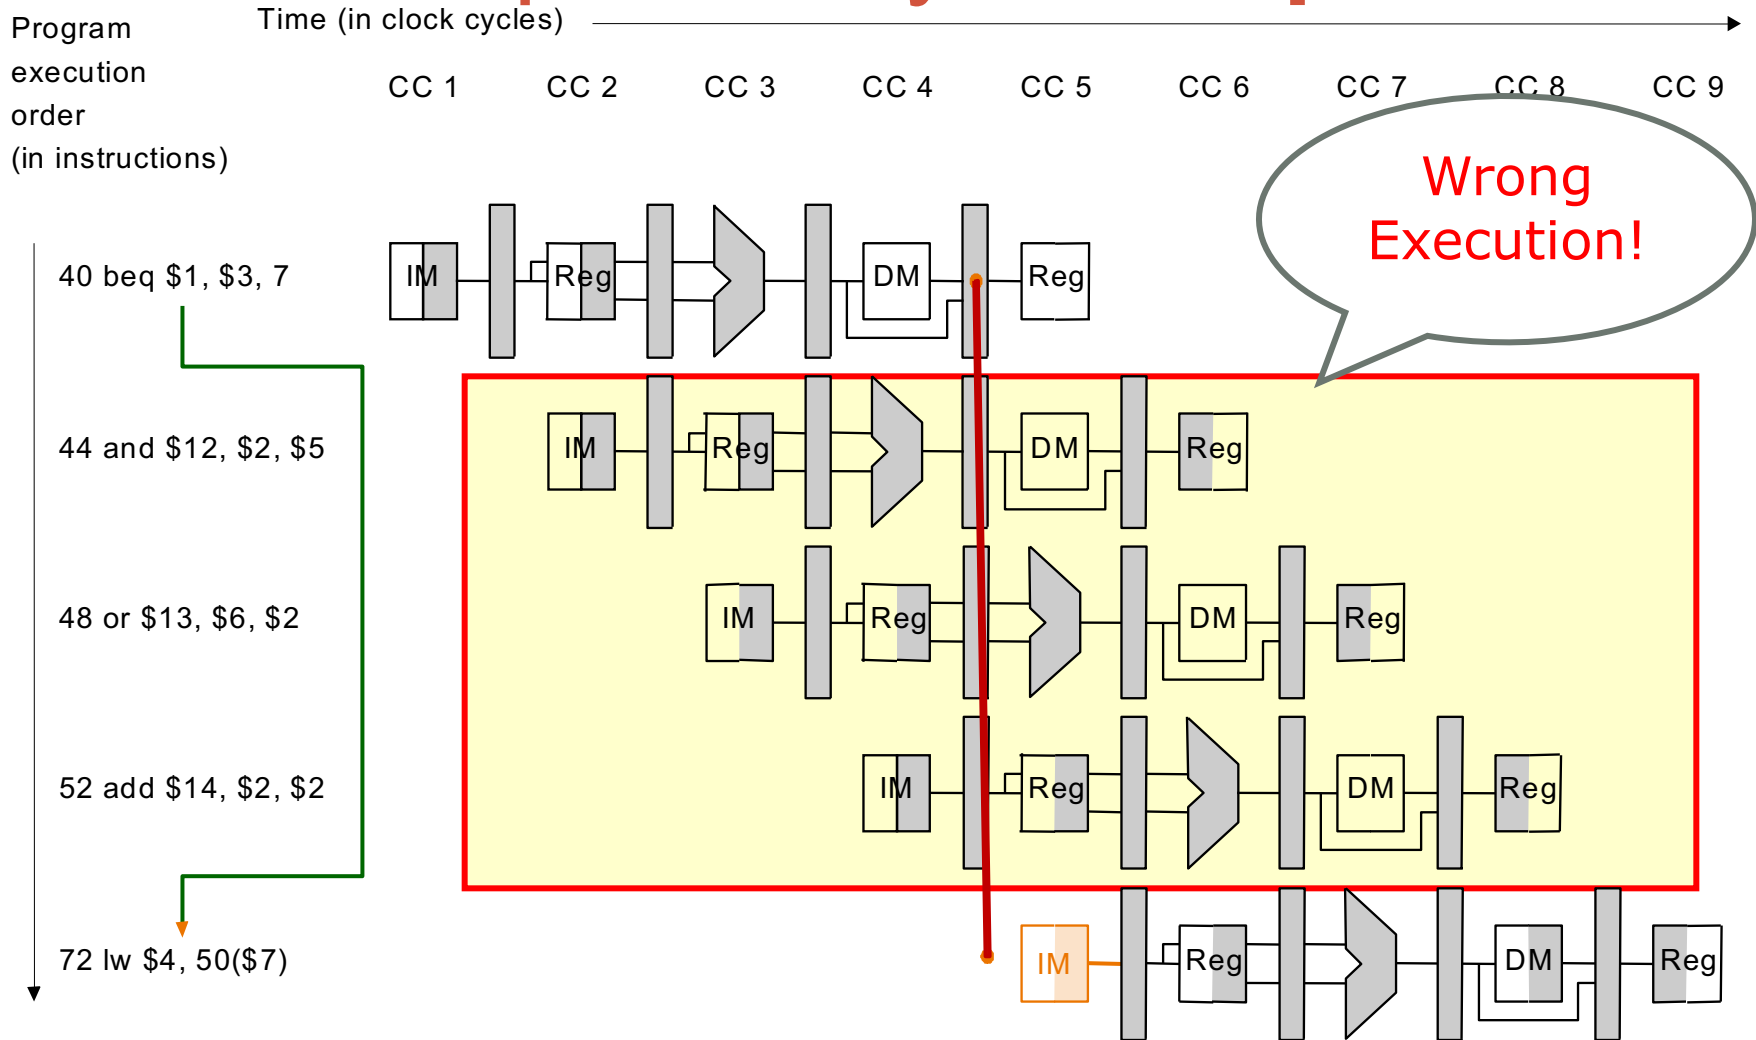 Time (in clock cycles)
Program
execution
order
(in instructions)
CC 1 CC 2 CC 3 CC 4 CC 5 CC 6 CC 7 CC 8 CC 9
Wrong
Execution!
40 beq $1, $3, 7
IM Reg DM Reg
44 and $12, $2, $5
IM Reg DM Reg
48 or $13, $6, $2
IM Reg DM Reg
52 add $14, $2, $2
IM Reg DM Reg
72 lw $4, 50($7)
IM Reg DM Reg